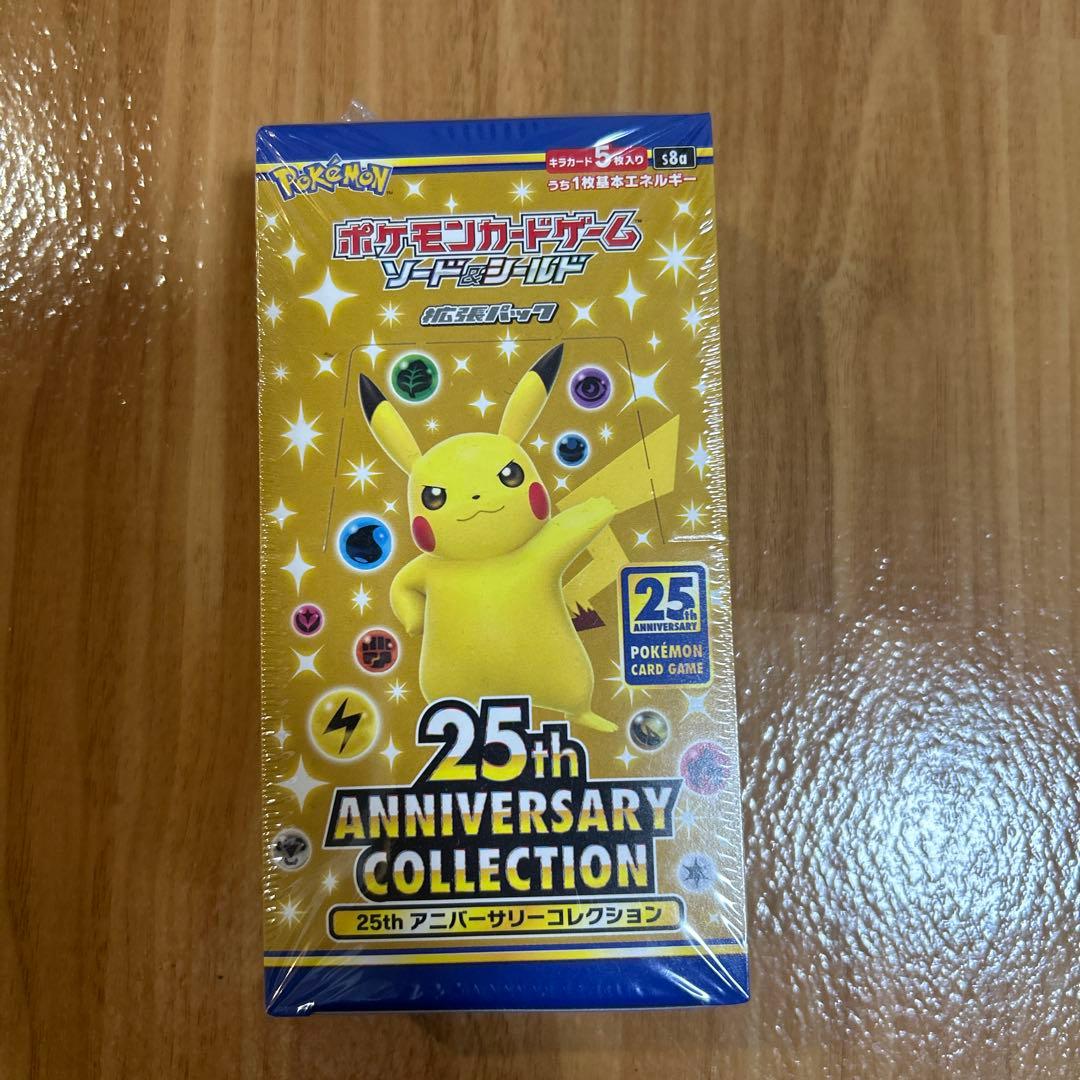 Pokémon
キラカード5枚入り S8a
うち1枚基本エネルギー
ポケモンカードゲーム
ソード&シールド
拡張パック
25th
ANNIVERSARY
POKÉMON
CARD GAME
25th
ANNIVERSARY
COLLECTION
25th アニバーサリーコレクション